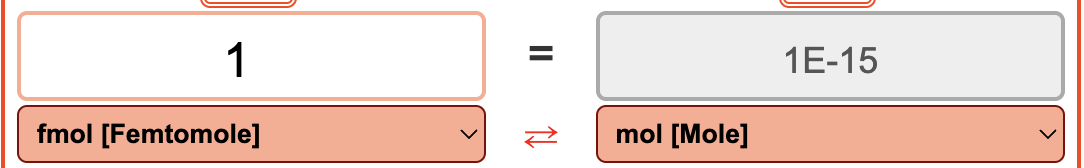 1 = 1E-15
fmol [Femtomole] ⇄ mol [Mole]